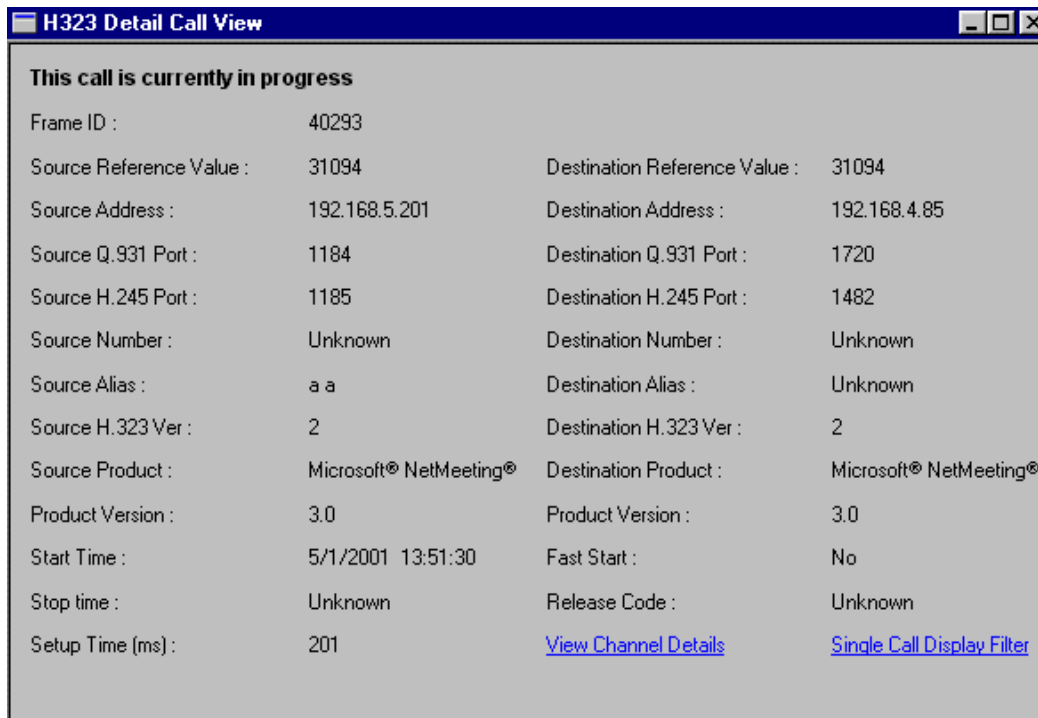 H323 Detail Call View
This call is currently in progress
Frame ID : 40293
Source Reference Value : 31094 Destination Reference Value : 31094
Source Address : 192.168.5.201 Destination Address : 192.168.4.85
Source Q.931 Port : 1184 Destination Q.931 Port : 1720
Source H.245 Port : 1185 Destination H.245 Port : 1482
Source Number : Unknown Destination Number : Unknown
Source Alias : a a Destination Alias : Unknown
Source H.323 Ver : 2 Destination H.323 Ver : 2
Source Product : Microsoft® NetMeeting® Destination Product : Microsoft® NetMeeting®
Product Version : 3.0 Product Version : 3.0
Start Time : 5/1/2001 13:51:30 Fast Start : No
Stop time : Unknown Release Code : Unknown
Setup Time (ms) : 201 View Channel Details Single Call Display Filter